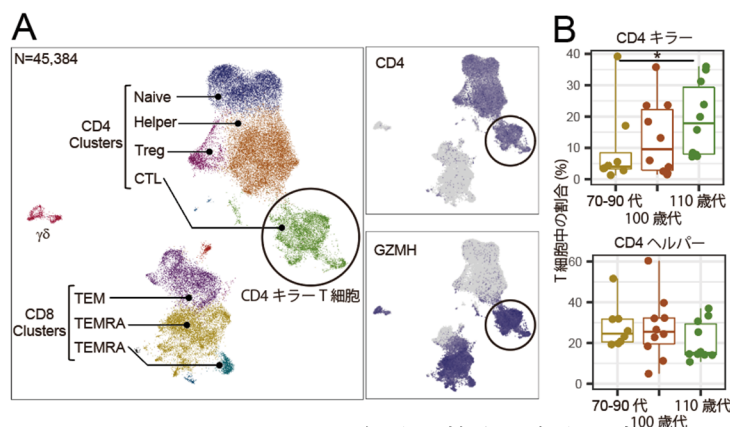 A
N=45,384
CD4
Clusters
Naive
Helper
Treg
CTL
γδ
CD4 キラー T 細胞
CD8
Clusters
TEM
TEMRA
TEMRA
CD4
GZMH
B
CD4 キラー
*
40
30
20
10
0
70-90 代
100 歳代
110 歳代
T 細胞中の割合 (%)
CD4 ヘルパー
60
40
20
0
70-90 代
100 歳代
110 歳代